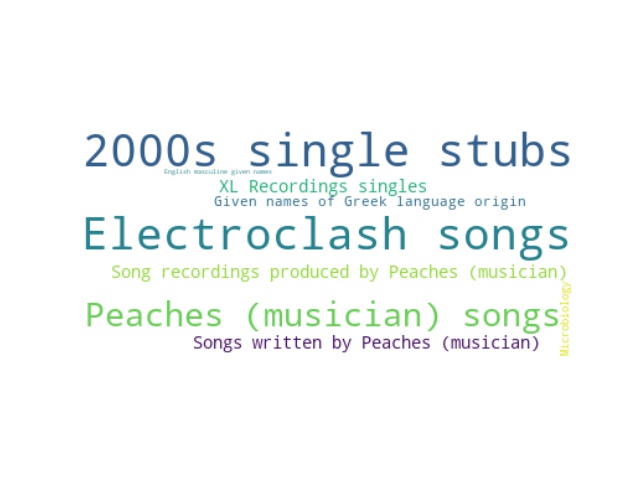 2000s single stubs
English masculine given names
XL Recordings singles
Given names of Greek language origin
Electroclash songs
Song recordings produced by Peaches (musician)
Peaches (musician) songs
Microbiology
Songs written by Peaches (musician)